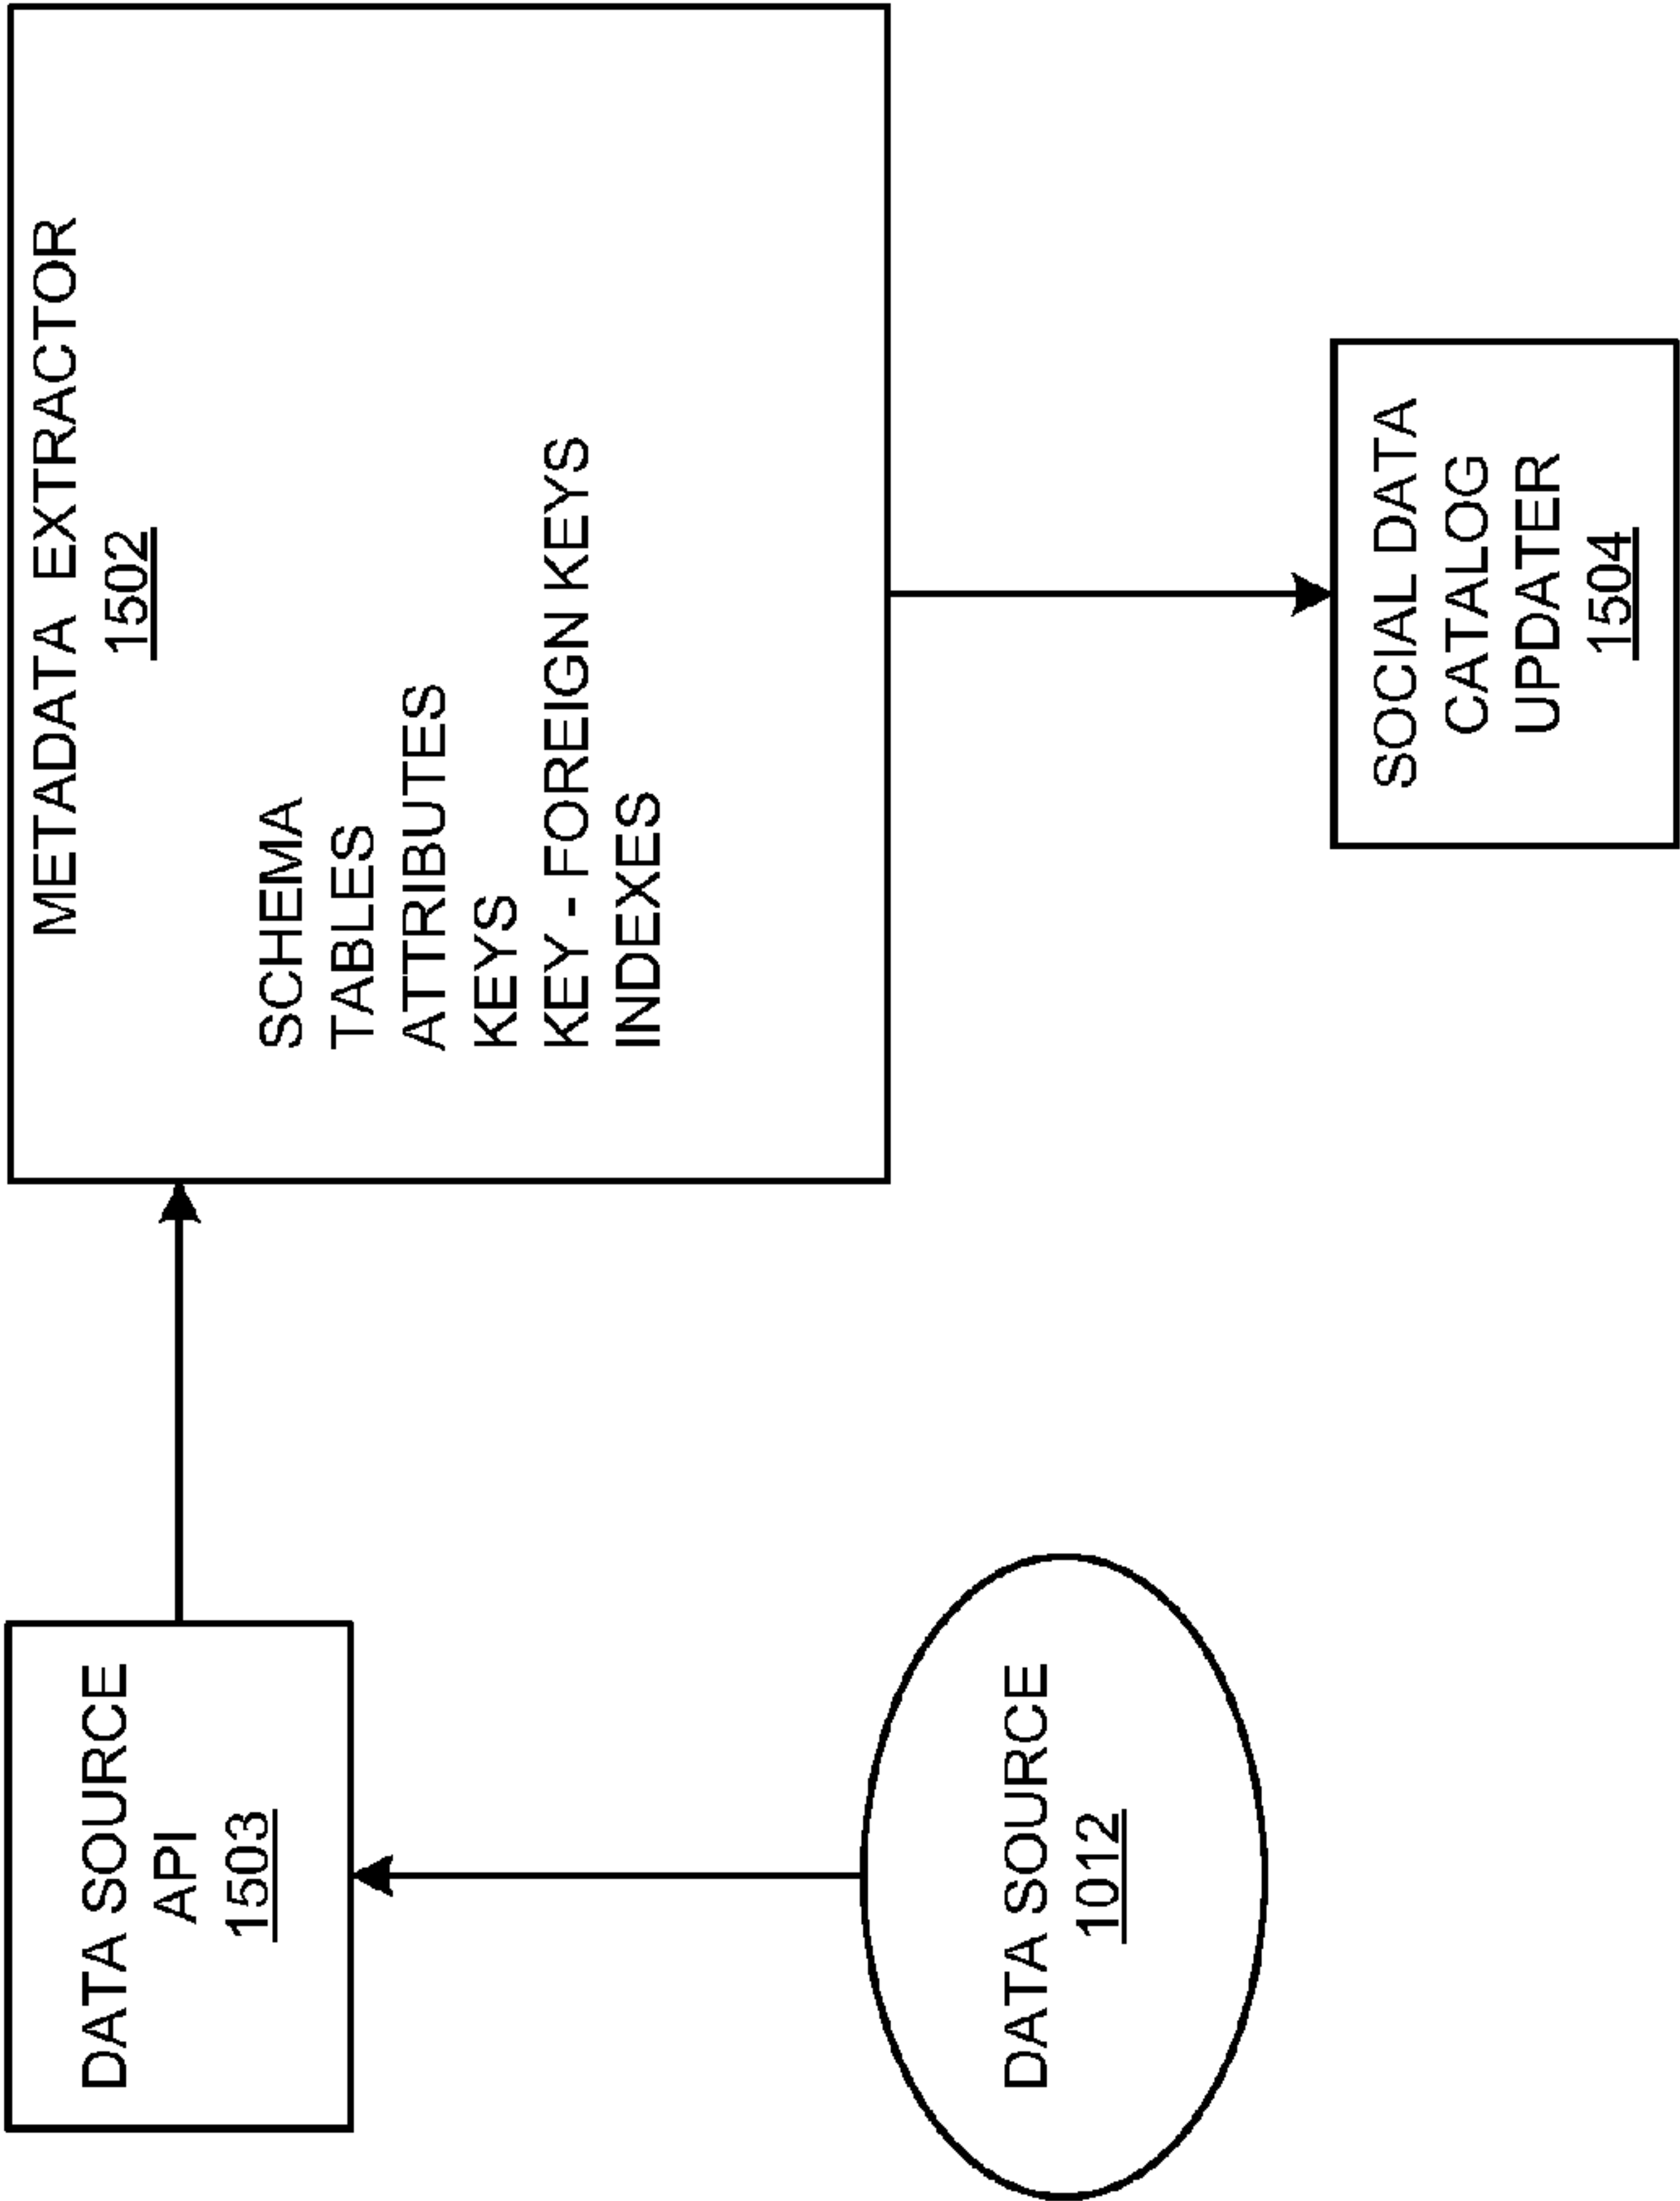 METADATA EXTRACTOR
1502
SCHEMA
TABLES
ATTRIBUTES
KEYS
KEY - FOREIGN KEYS
INDEXES
DATA SOURCE
API
1503
DATA SOURCE
1012
SOCIAL DATA
CATALOG
UPDATER
1504